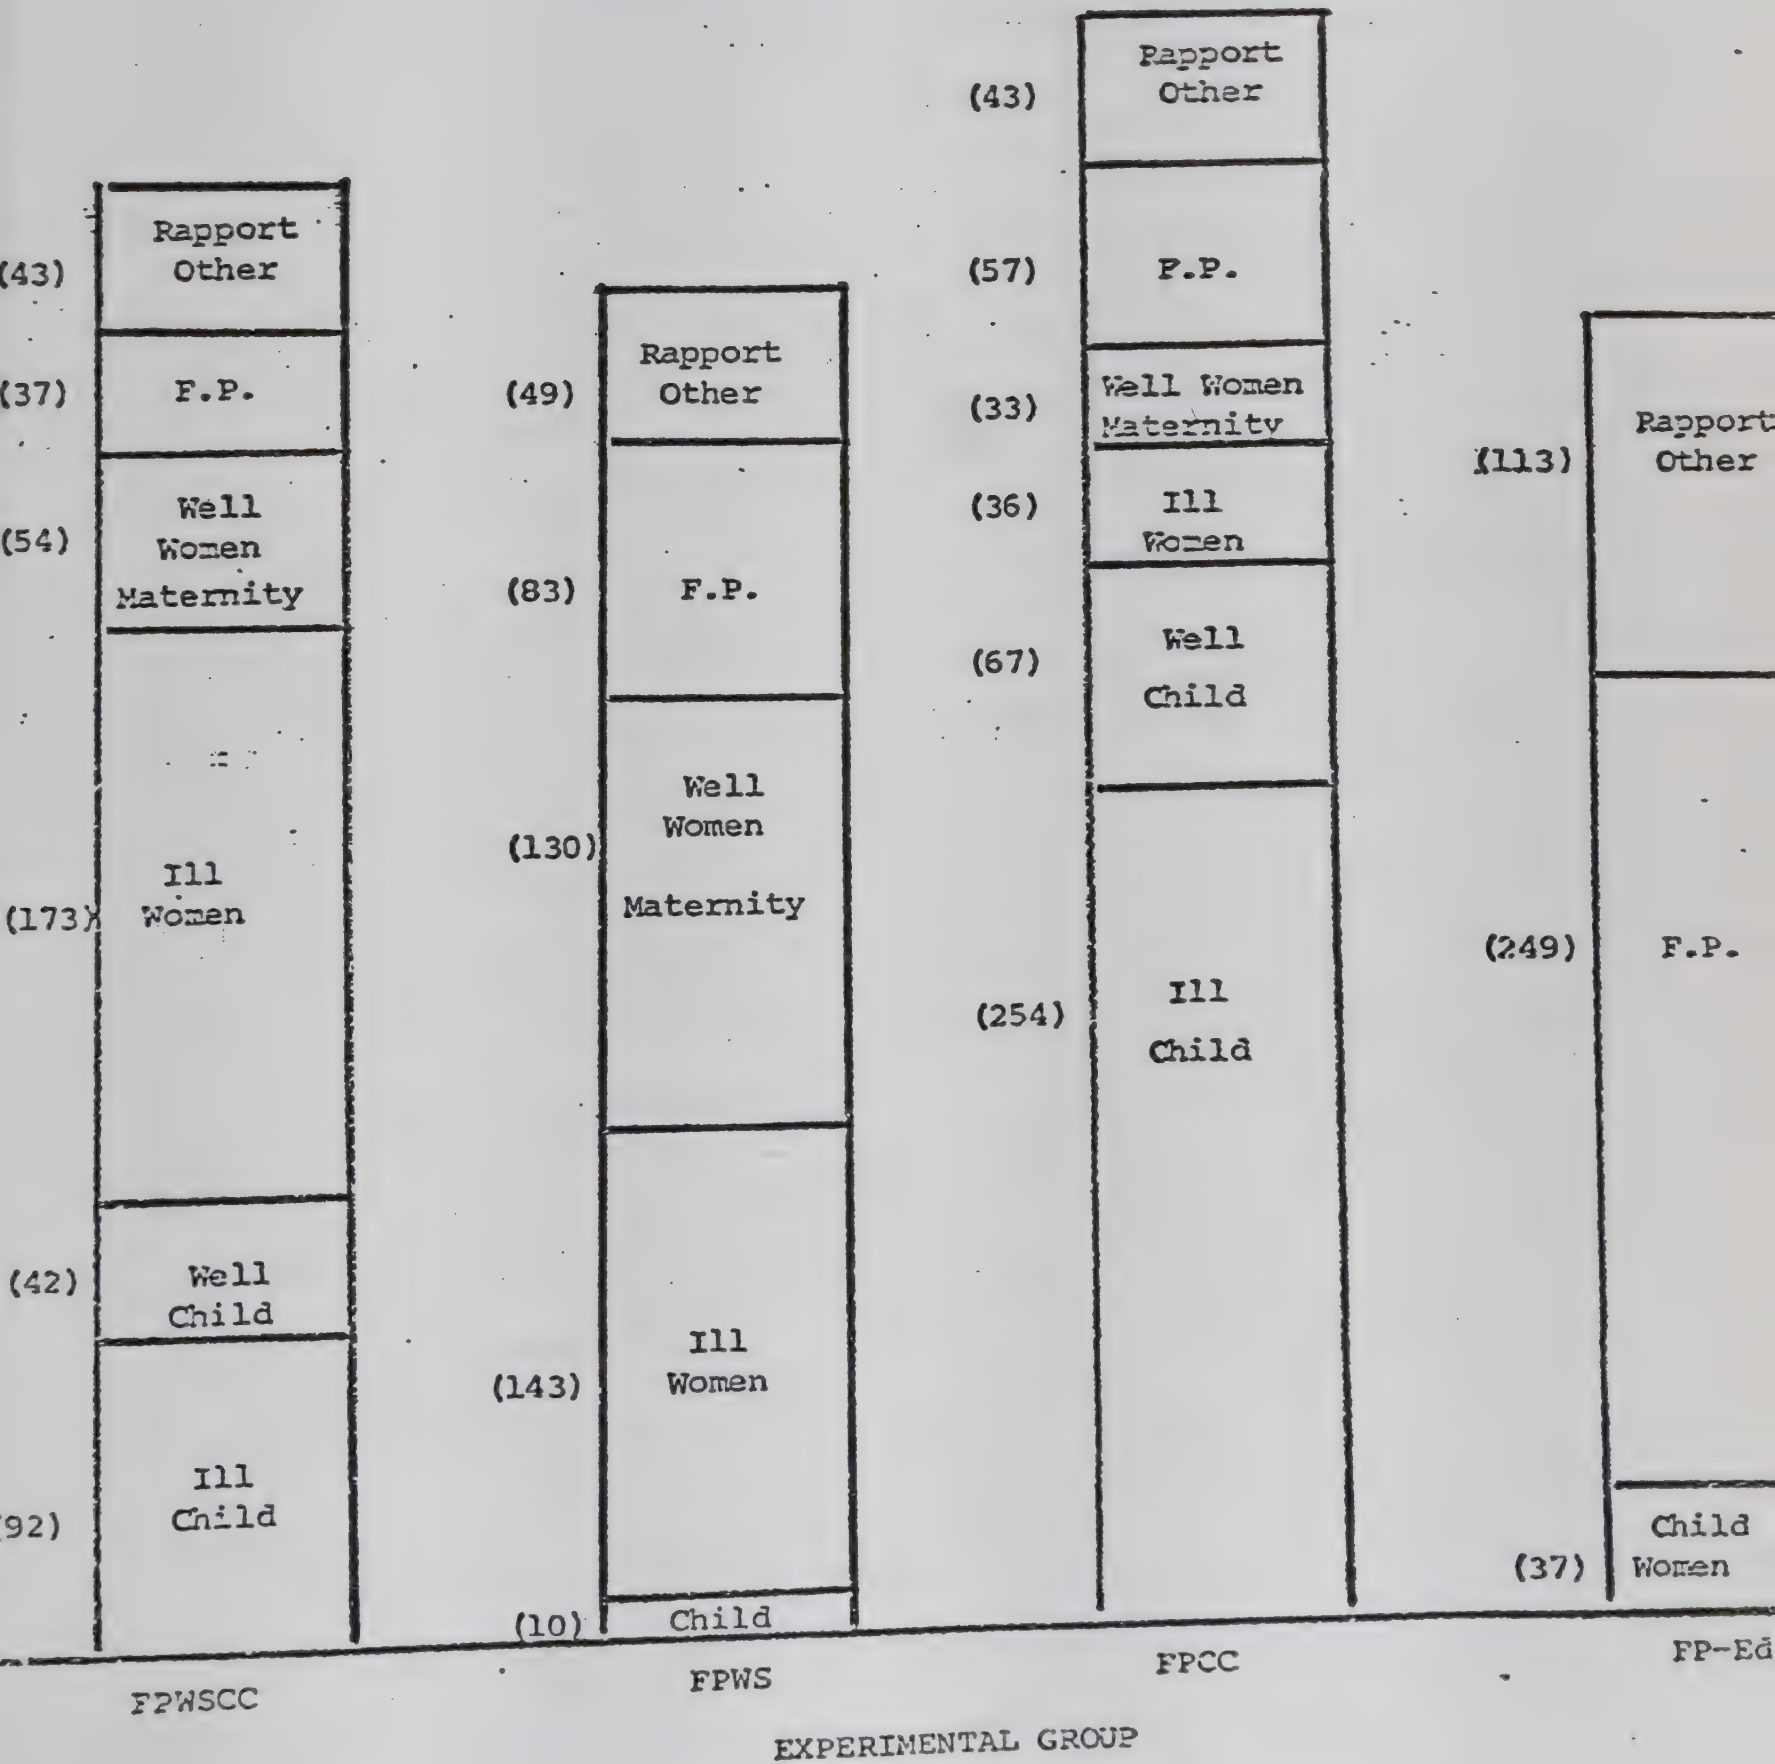 (43) Rapport
Other
(37) F.P.
(54) Well
Women
Maternity
(173) Ill
Women
(42) Well
Child
(92) Ill
Child
FPWSCC
(49) Rapport
Other
(83) F.P.
(130) Well
Women
Maternity
(143) Ill
Women
(10) Child
FPWS
(43) Rapport
Other
(57) F.P.
(33) Well Women
Maternity
(36) Ill
Women
(67) Well
Child
(254) Ill
Child
FPCC
(113) Rapport
Other
(249) F.P.
(37) Child
Women
FP-Ed
EXPERIMENTAL GROUP